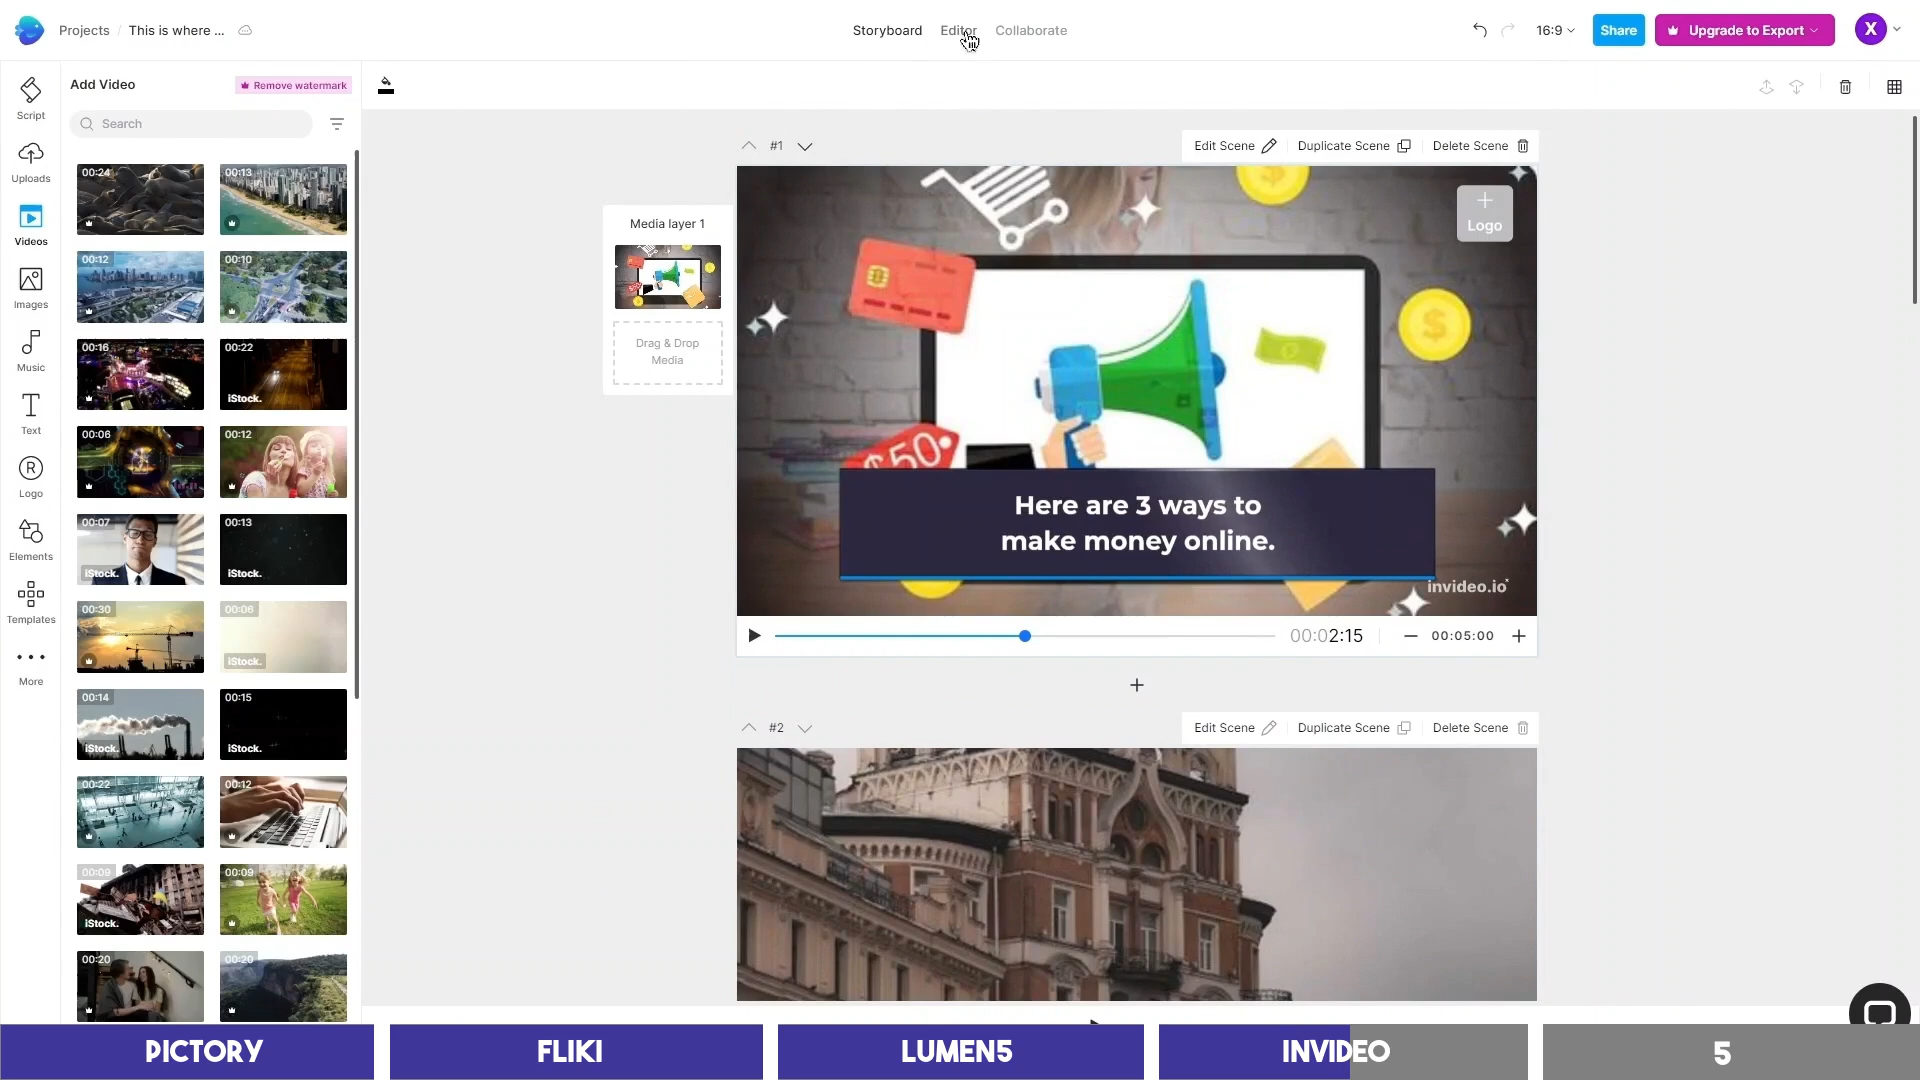 Projects / This is where ...
Storyboard
Editor
Collaborate
16:9
Share
Upgrade to Export
X
Script
Uploads
Videos
Images
Music
Text
Logo
Elements
Templates
More
Add Video
Remove watermark
Search
00:24
00:13
00:12
00:10
00:16
00:22
iStock.
00:06
00:12
00:07
iStock.
00:13
iStock.
00:30
00:06
iStock.
00:14
iStock.
00:15
iStock.
00:22
00:12
00:09
iStock.
00:09
00:20
00:20
#1
Edit Scene
Duplicate Scene
Delete Scene
Media layer 1
Drag & Drop
Media
Logo
$50
Here are 3 ways to
make money online.
invideo.io
00:02:15
00:05:00
#2
Edit Scene
Duplicate Scene
Delete Scene
PICTORY
FLIKI
LUMEN5
INVIDEO
5